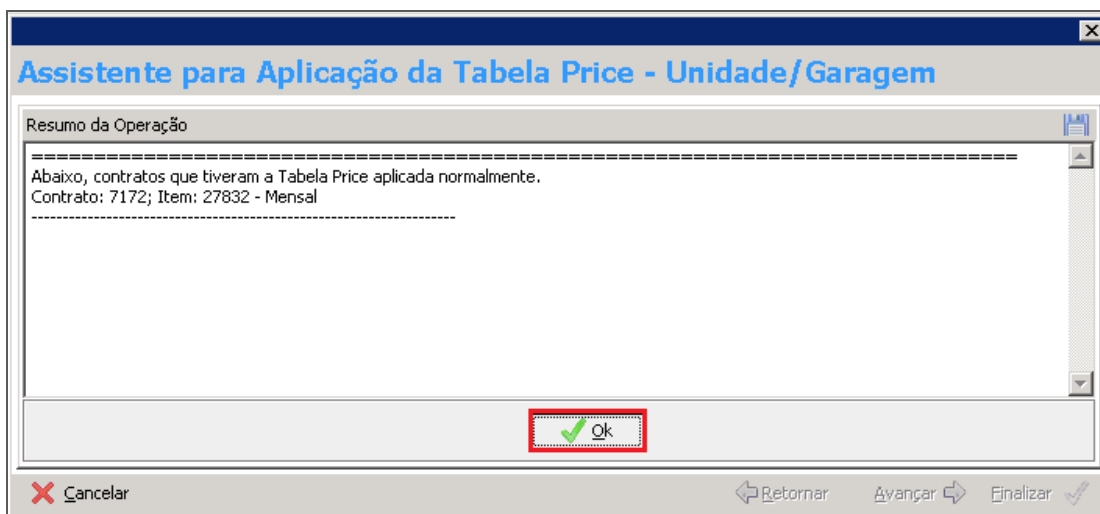 Assistente para Aplicação da Tabela Price - Unidade/Garagem
Resumo da Operação
===============================================================================
Abaixo, contratos que tiveram a Tabela Price aplicada normalmente.
Contrato: 7172; Item: 27832 - Mensal
--------------------------------------------------------------------
Ok
Cancelar
Retornar Avançar Finalizar